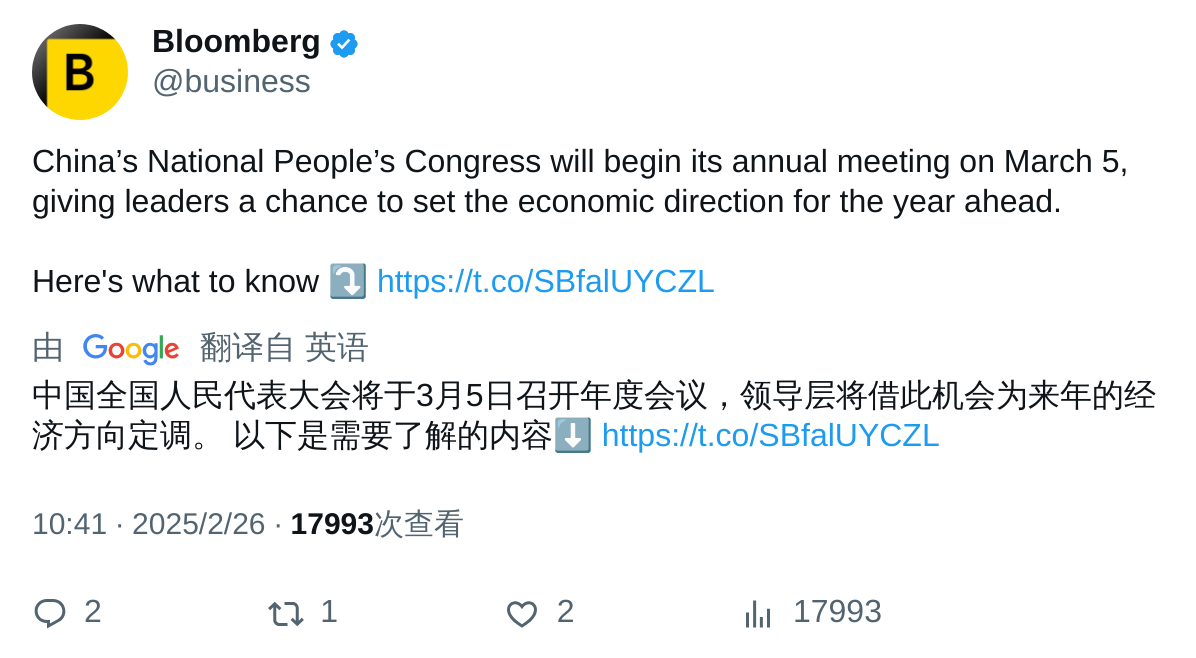 B
Bloomberg
@business
China’s National People’s Congress will begin its annual meeting on March 5,
giving leaders a chance to set the economic direction for the year ahead.
Here's what to know ⤵️ https://t.co/SBfalUYCZL
由 Google 翻译自 英语
中国全国人民代表大会将于3月5日召开年度会议，领导层将借此机会为来年的经
济方向定调。 以下是需要了解的内容⬇️ https://t.co/SBfalUYCZL
10:41 · 2025/2/26 · 17993次查看
2 1 2 17993